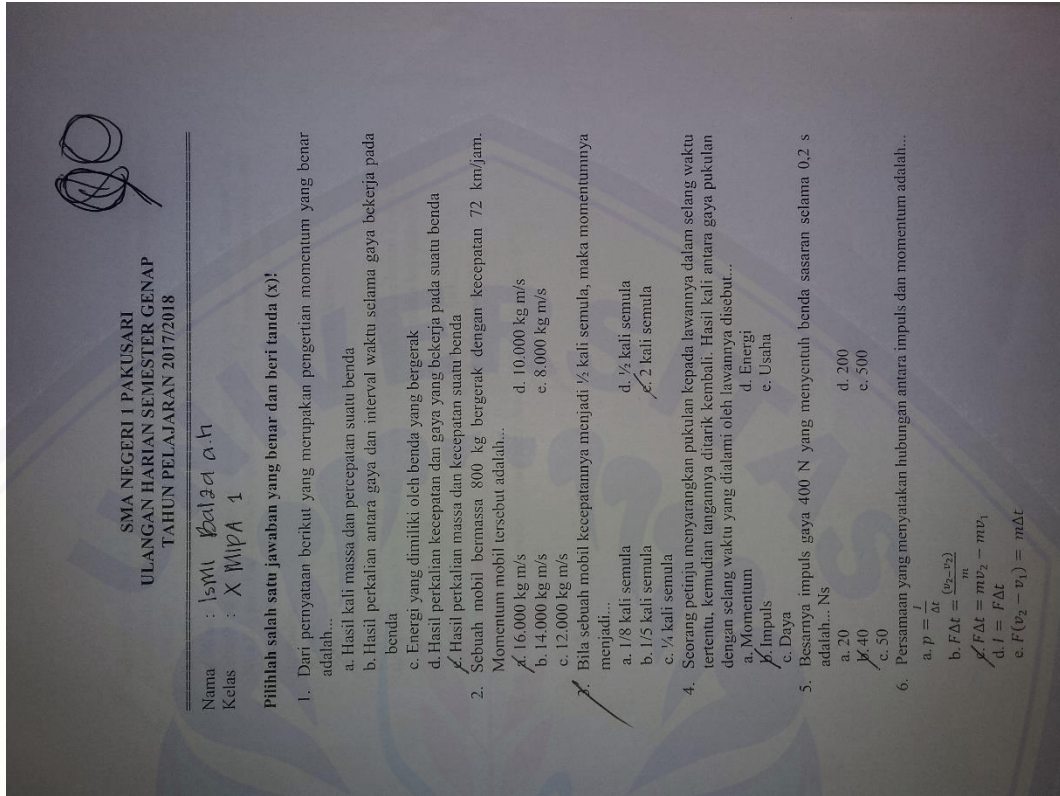 SMA NEGERI 1 PAKUSARI
ULANGAN HARIAN SEMESTER GENAP
TAHUN PELAJARAN 2017/2018
Nama : Ismi Balza a.h
Kelas : X MIPA 1
Pilihlah salah satu jawaban yang benar dan beri tanda (x)!
1. Dari pernyataan berikut yang merupakan pengertian momentum yang benar
adalah...
a. Hasil kali massa dan percepatan suatu benda
b. Hasil perkalian antara gaya dan interval waktu selama gaya bekerja pada
benda
c. Energi yang dimiliki oleh benda yang bergerak
d. Hasil perkalian kecepatan dan gaya yang bekerja pada suatu benda
e. Hasil perkalian massa dan kecepatan suatu benda
2. Sebuah mobil bermassa 800 kg bergerak dengan kecepatan 72 km/jam.
Momentum mobil tersebut adalah...
a. 16.000 kg m/s d. 10.000 kg m/s
b. 14.000 kg m/s e. 8.000 kg m/s
c. 12.000 kg m/s
3. Bila sebuah mobil kecepatannya menjadi ½ kali semula, maka momentumnya
menjadi...
a. 1/8 kali semula d. ½ kali semula
b. 1/5 kali semula e. 2 kali semula
c. ¼ kali semula
4. Seorang petinju menyarangkan pukulan kepada lawannya dalam selang waktu
tertentu, kemudian tangannya ditarik kembali. Hasil kali antara gaya pukulan
dengan selang waktu yang dialami oleh lawannya disebut...
a. Momentum d. Energi
b. Impuls e. Usaha
c. Daya
5. Besarnya impuls gaya 400 N yang menyentuh benda sasaran selama 0,2 s
adalah... Ns
a. 20 d. 200
b. 40 e. 500
c. 50
6. Persamaan yang menyatakan hubungan antara impuls dan momentum adalah...
a. p = I/Δt
b. FΔt = (v₂−v₂)/m
c. FΔt = mv₂ − mv₁
d. I = FΔt
e. F(v₂ − v₁) = mΔt